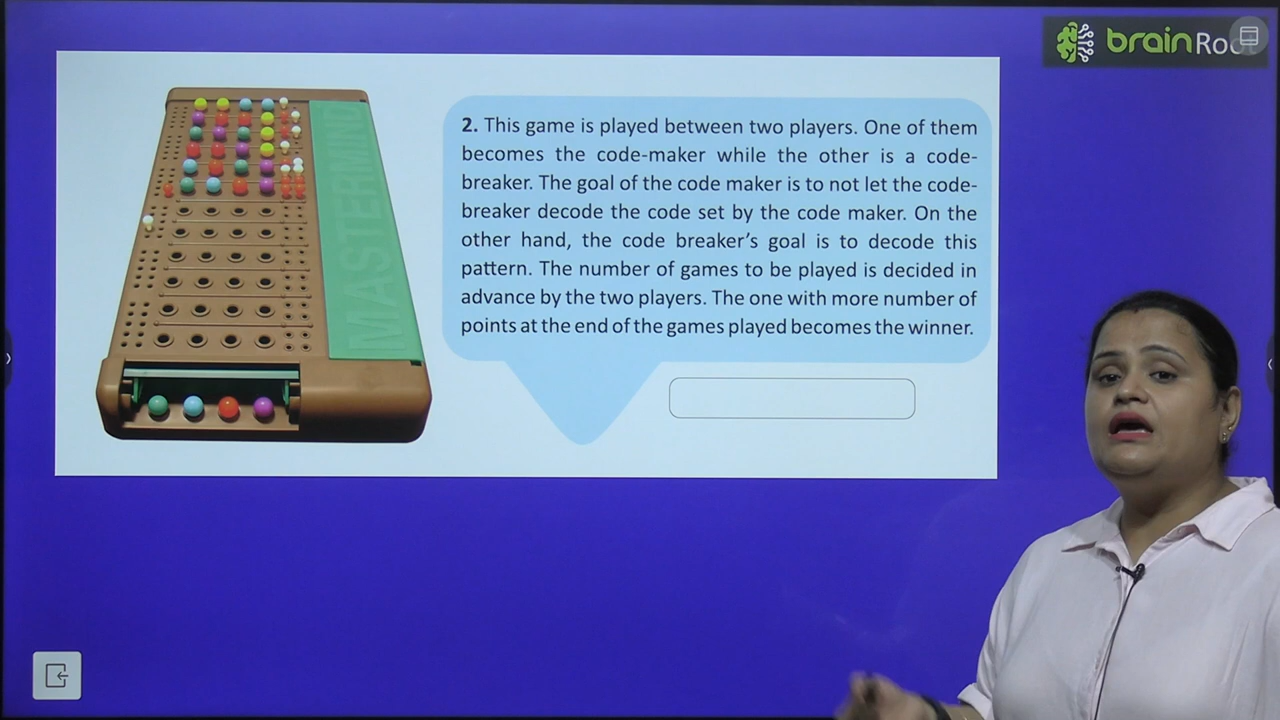 brainRoot
2. This game is played between two players. One of them
becomes the code-maker while the other is a code-
breaker. The goal of the code maker is to not let the code-
breaker decode the code set by the code maker. On the
other hand, the code breaker's goal is to decode this
pattern. The number of games to be played is decided in
advance by the two players. The one with more number of
points at the end of the games played becomes the winner.
MASTERMIND